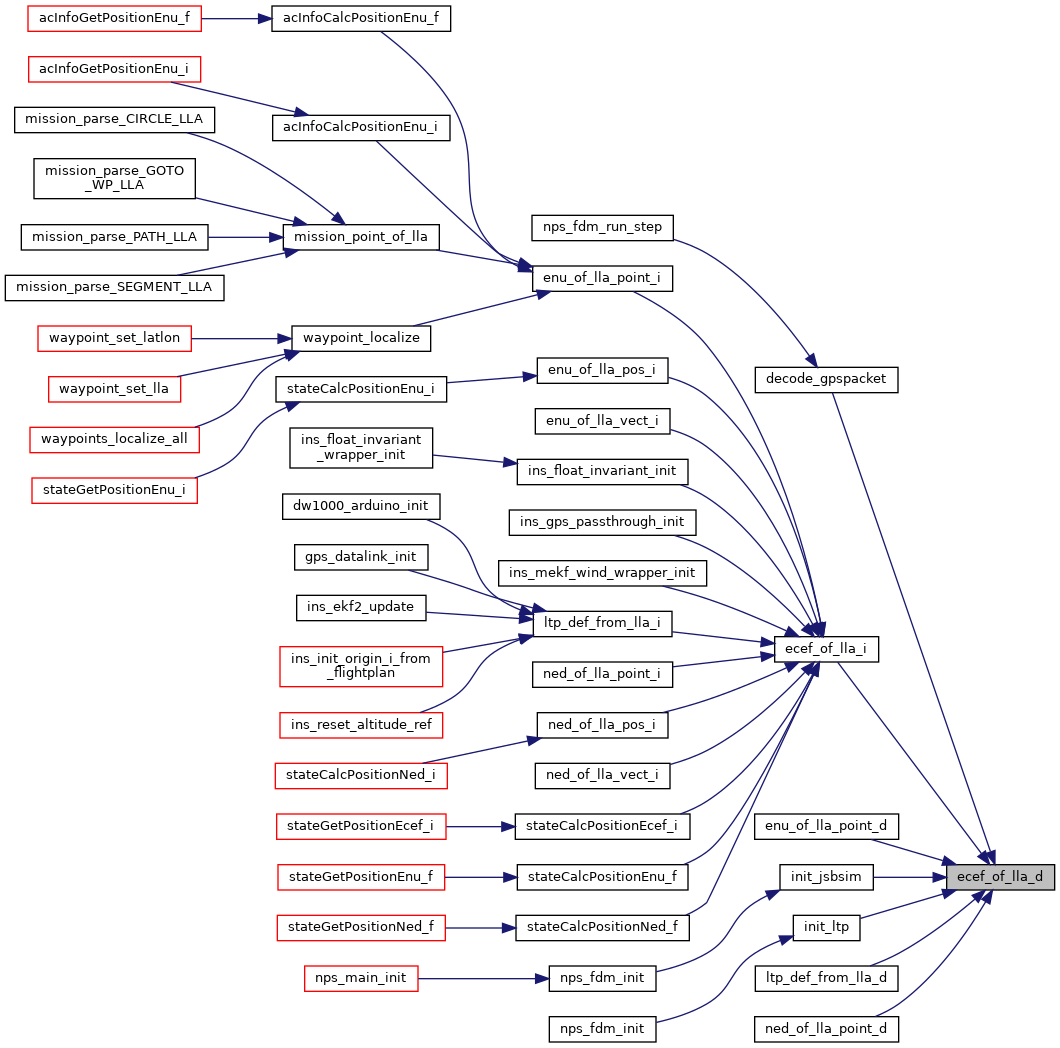 acInfoGetPositionEnu_f
acInfoCalcPositionEnu_f
acInfoGetPositionEnu_i
mission_parse_CIRCLE_LLA
acInfoCalcPositionEnu_i
mission_parse_GOTO
_WP_LLA
mission_parse_PATH_LLA
mission_point_of_lla
nps_fdm_run_step
mission_parse_SEGMENT_LLA
enu_of_lla_point_i
waypoint_set_latlon
waypoint_localize
waypoint_set_lla
stateCalcPositionEnu_i
enu_of_lla_pos_i
decode_gpspacket
waypoints_localize_all
ins_float_invariant
_wrapper_init
enu_of_lla_vect_i
stateGetPositionEnu_i
ins_float_invariant_init
dw1000_arduino_init
ins_gps_passthrough_init
gps_datalink_init
ins_mekf_wind_wrapper_init
ins_ekf2_update
ltp_def_from_lla_i
ecef_of_lla_i
ins_init_origin_i_from
_flightplan
ned_of_lla_point_i
ins_reset_altitude_ref
ned_of_lla_pos_i
stateCalcPositionNed_i
ned_of_lla_vect_i
stateGetPositionEcef_i
stateCalcPositionEcef_i
enu_of_lla_point_d
stateGetPositionEnu_f
stateCalcPositionEnu_f
init_jsbsim
ecef_of_lla_d
stateGetPositionNed_f
stateCalcPositionNed_f
init_ltp
nps_main_init
nps_fdm_init
ltp_def_from_lla_d
nps_fdm_init
ned_of_lla_point_d